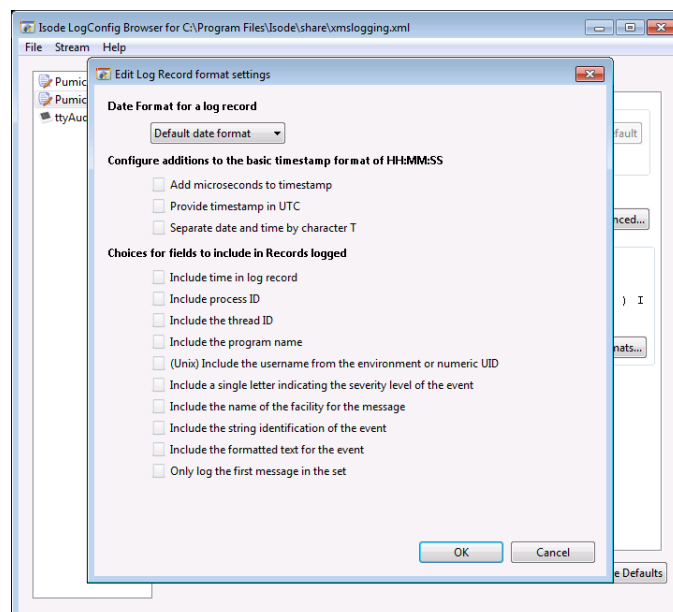 Isode LogConfig Browser for C:\Program Files\Isode\share\xmslogging.xml
File Stream Help
Edit Log Record format settings
Pumic
Pumic
ttyAud
Date Format for a log record
Default date format
fault
Configure additions to the basic timestamp format of HH:MM:SS
Add microseconds to timestamp
Provide timestamp in UTC
Separate date and time by character T
nced...
Choices for fields to include in Records logged
Include time in log record
Include process ID
) I
Include the thread ID
Include the program name
nats...
(Unix) Include the username from the environment or numeric UID
Include a single letter indicating the severity level of the event
Include the name of the facility for the message
Include the string identification of the event
Include the formatted text for the event
Only log the first message in the set
OK Cancel
e Defaults